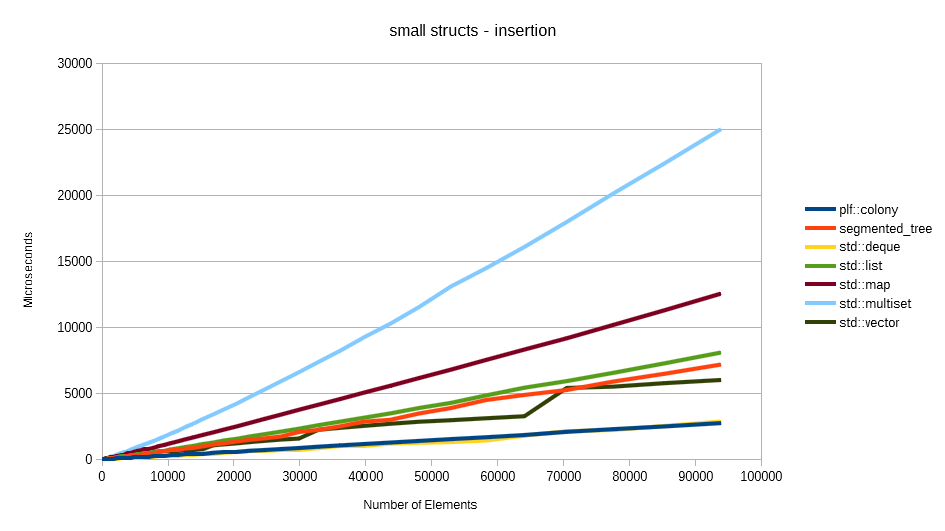 small structs - insertion
30000
25000
20000
15000
10000
5000
0
Microseconds
0 10000 20000 30000 40000 50000 60000 70000 80000 90000 100000
Number of Elements
plf::colony
segmented_tree
std::deque
std::list
std::map
std::multiset
std::vector